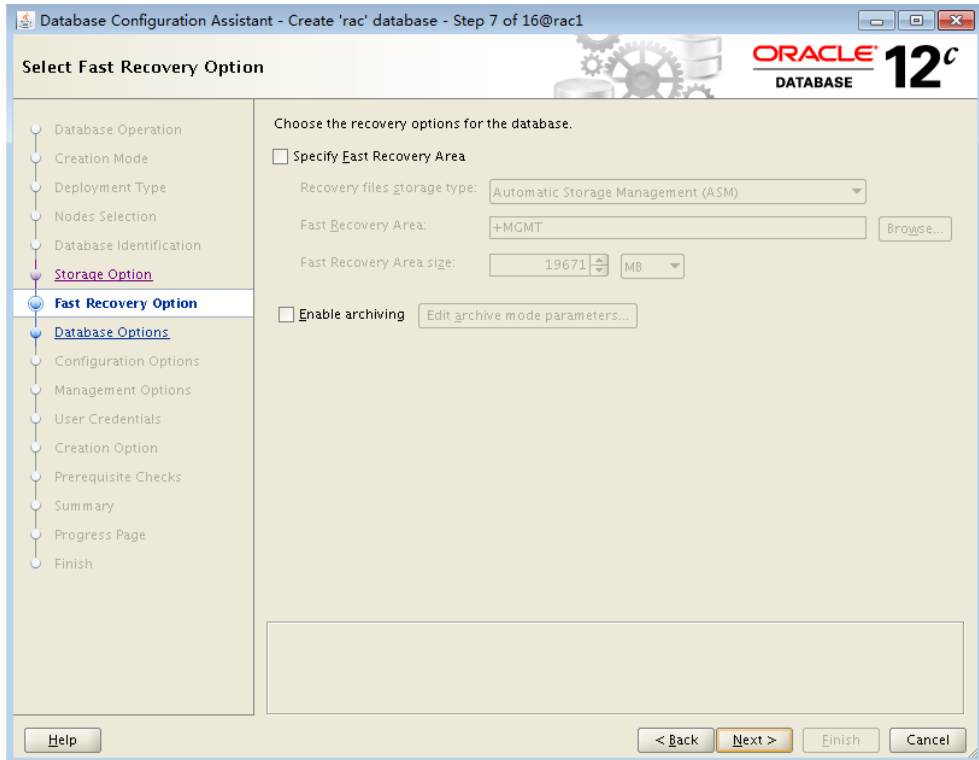 Database Configuration Assistant - Create 'rac' database - Step 7 of 16@rac1
Select Fast Recovery Option
ORACLE
DATABASE
12c
Database Operation
Creation Mode
Deployment Type
Nodes Selection
Database Identification
Storage Option
Fast Recovery Option
Database Options
Configuration Options
Management Options
User Credentials
Creation Option
Prerequisite Checks
Summary
Progress Page
Finish
Choose the recovery options for the database.
Specify Fast Recovery Area
Recovery files storage type: Automatic Storage Management (ASM)
Fast Recovery Area: +MGMT Browse...
Fast Recovery Area size: 19671 MB
Enable archiving Edit archive mode parameters...
Help < Back Next > Finish Cancel